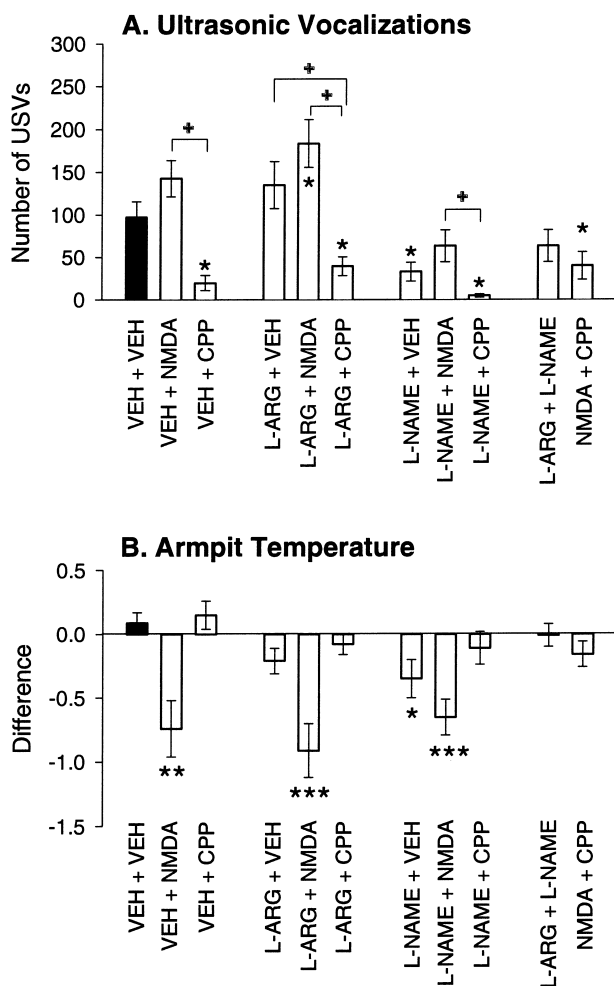 A. Ultrasonic Vocalizations
Number of USVs
300
250
200
150
100
50
0
+
*
+
+
*
*
*
+
*
*
VEH + VEH
VEH + NMDA
VEH + CPP
L-ARG + VEH
L-ARG + NMDA
L-ARG + CPP
L-NAME + VEH
L-NAME + NMDA
L-NAME + CPP
L-ARG + L-NAME
NMDA + CPP
B. Armpit Temperature
Difference
0.5
0.0
-0.5
-1.0
-1.5
**
***
*
***
VEH + VEH
VEH + NMDA
VEH + CPP
L-ARG + VEH
L-ARG + NMDA
L-ARG + CPP
L-NAME + VEH
L-NAME + NMDA
L-NAME + CPP
L-ARG + L-NAME
NMDA + CPP